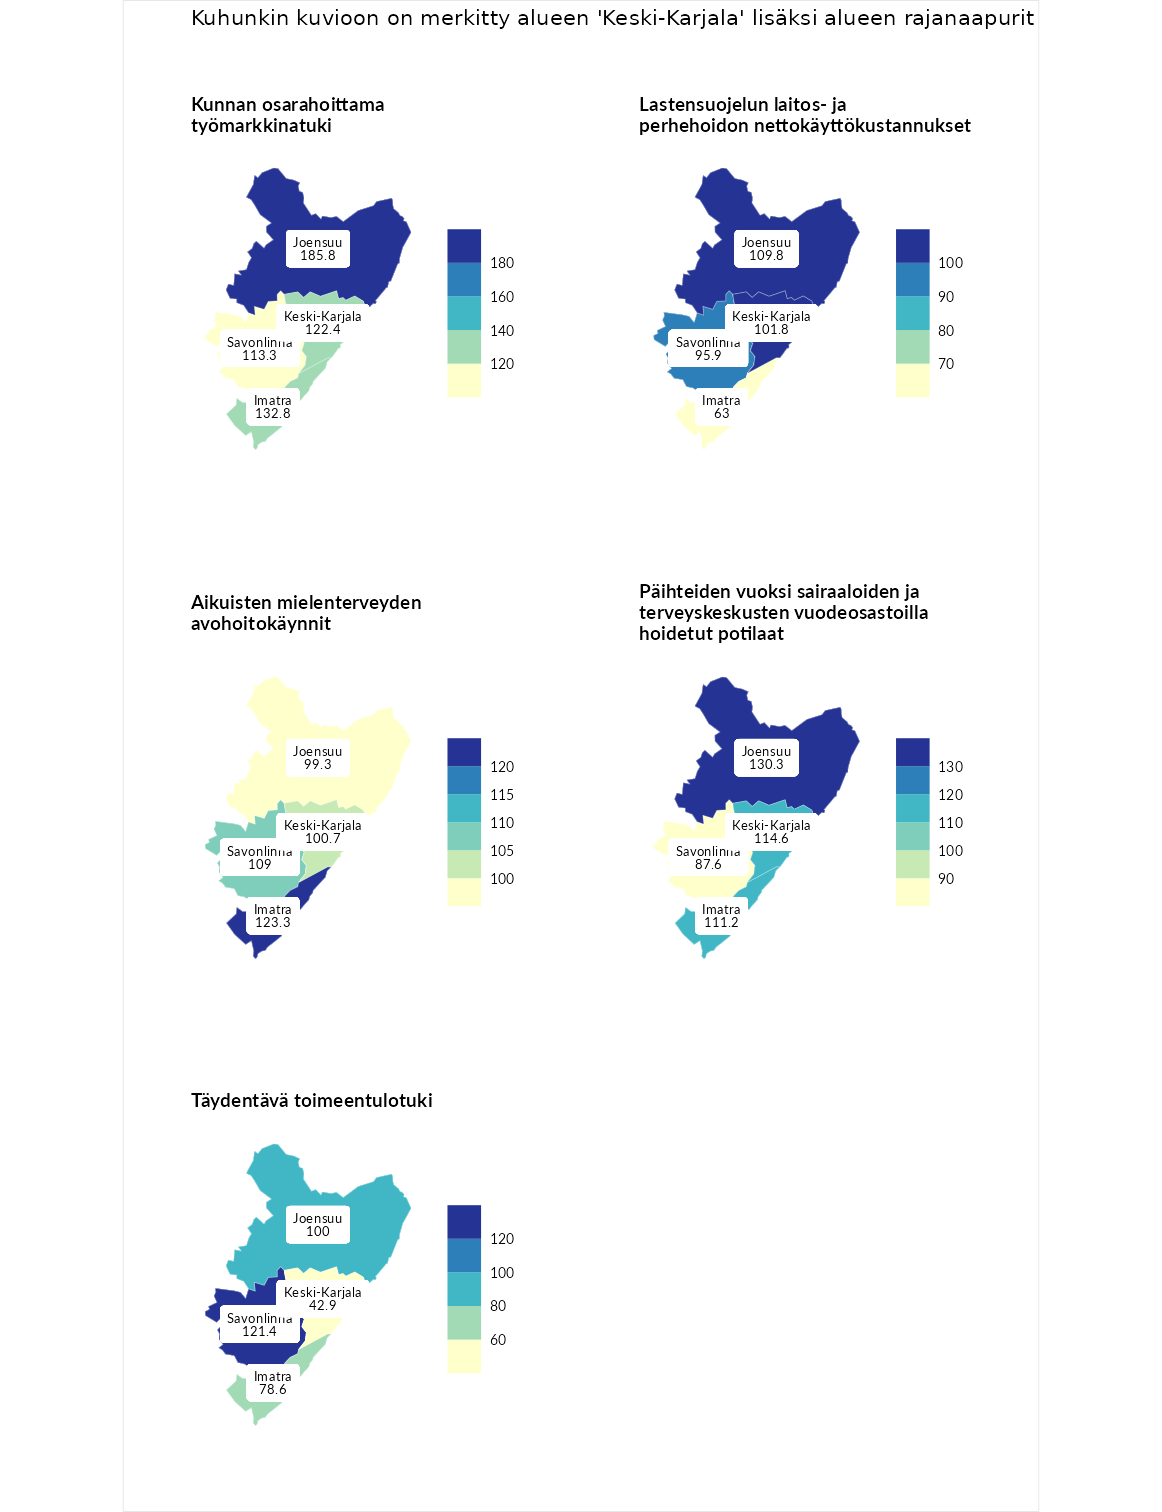 Kuhunkin kuvioon on merkitty alueen 'Keski-Karjala' lisäksi alueen rajanaapurit
Kunnan osarahoittama
työmarkkinatuki
Joensuu
185.8
Keski-Karjala
122.4
Savonlinna
113.3
Imatra
132.8
180
160
140
120
Lastensuojelun laitos- ja
perhehoidon nettokäyttökustannukset
Joensuu
109.8
Keski-Karjala
101.8
Savonlinna
95.9
Imatra
63
100
90
80
70
Aikuisten mielenterveyden
avohoitokäynnit
Joensuu
99.3
Keski-Karjala
100.7
Savonlinna
109
Imatra
123.3
120
115
110
105
100
Päihteiden vuoksi sairaaloiden ja
terveyskeskusten vuodeosastoilla
hoidetut potilaat
Joensuu
130.3
Keski-Karjala
114.6
Savonlinna
87.6
Imatra
111.2
130
120
110
100
90
Täydentävä toimeentulotuki
Joensuu
100
Keski-Karjala
42.9
Savonlinna
121.4
Imatra
78.6
120
100
80
60